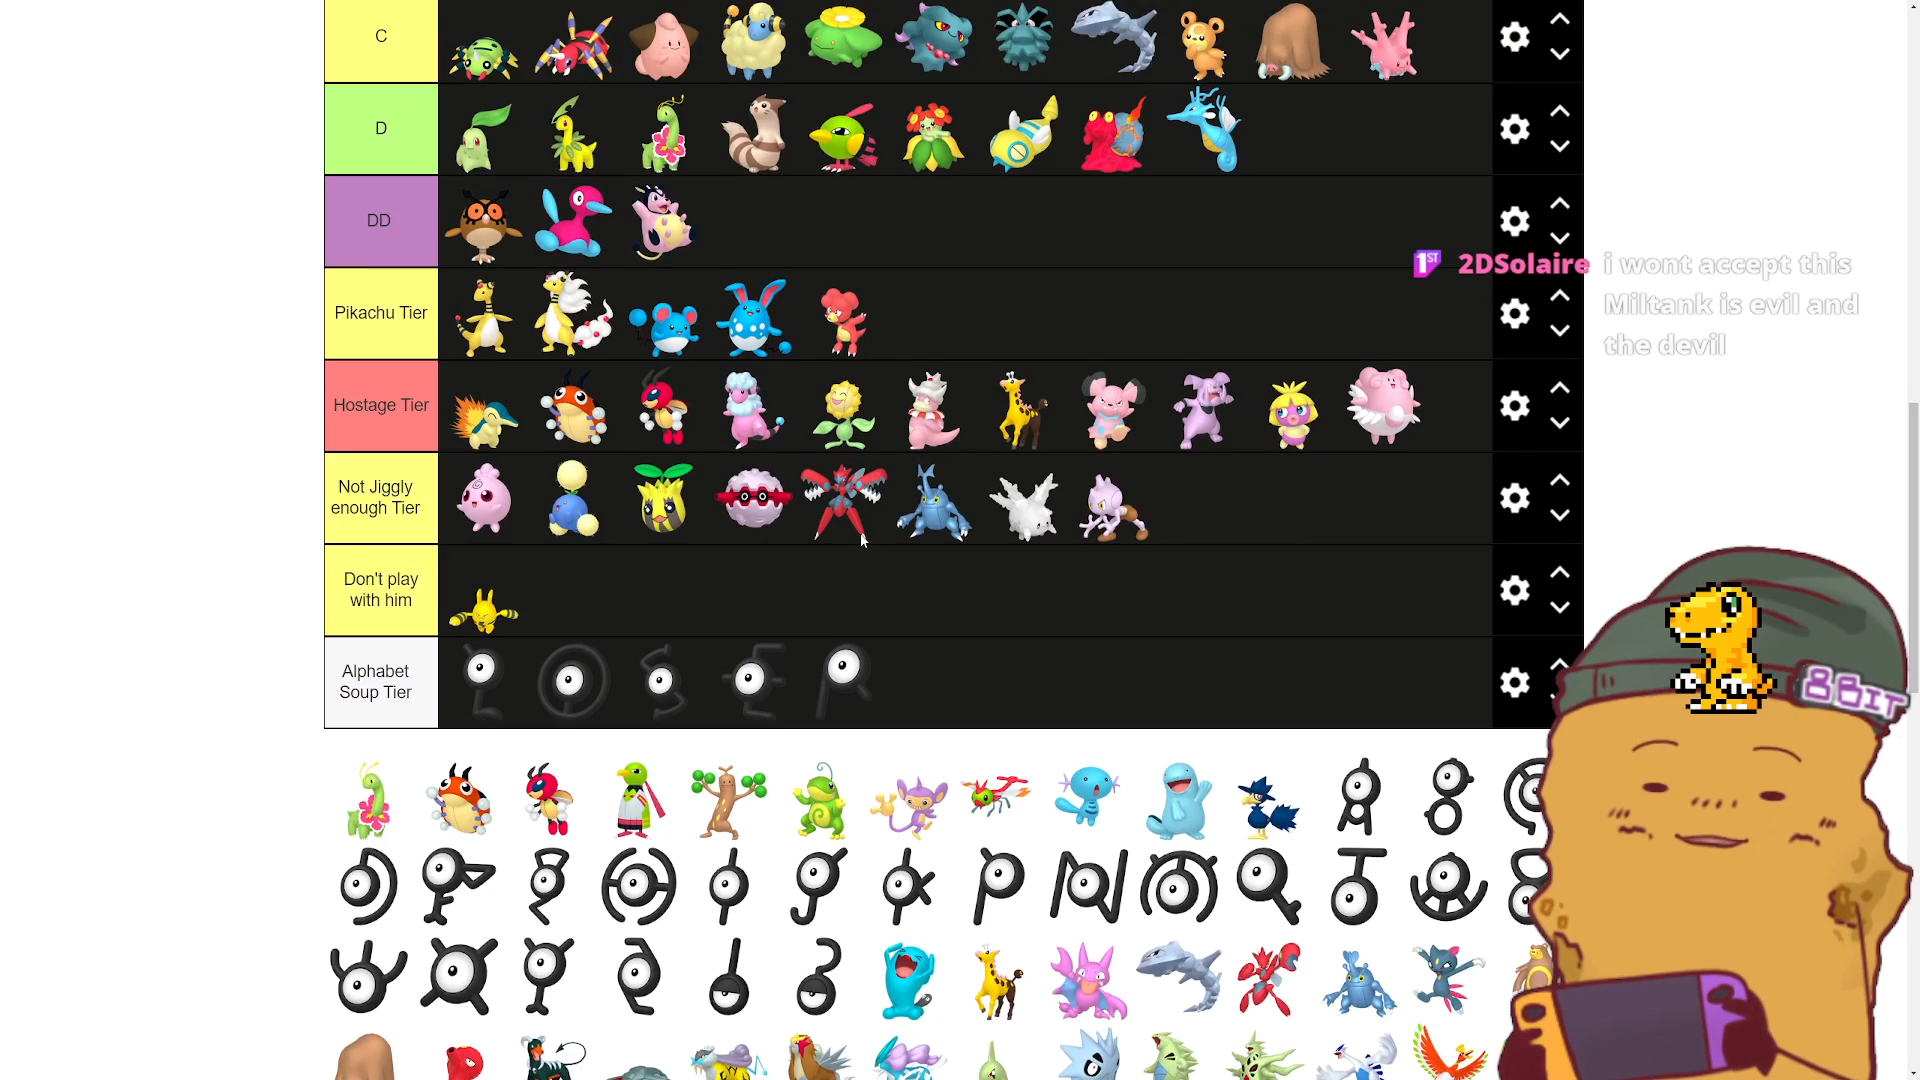 C
D
DD
2DSolaire i wont accept this
Miltank is evil and
the devil
Pikachu Tier
Hostage Tier
Not Jiggly
enough Tier
Don't play
with him
Alphabet
Soup Tier
1ST
8BIT